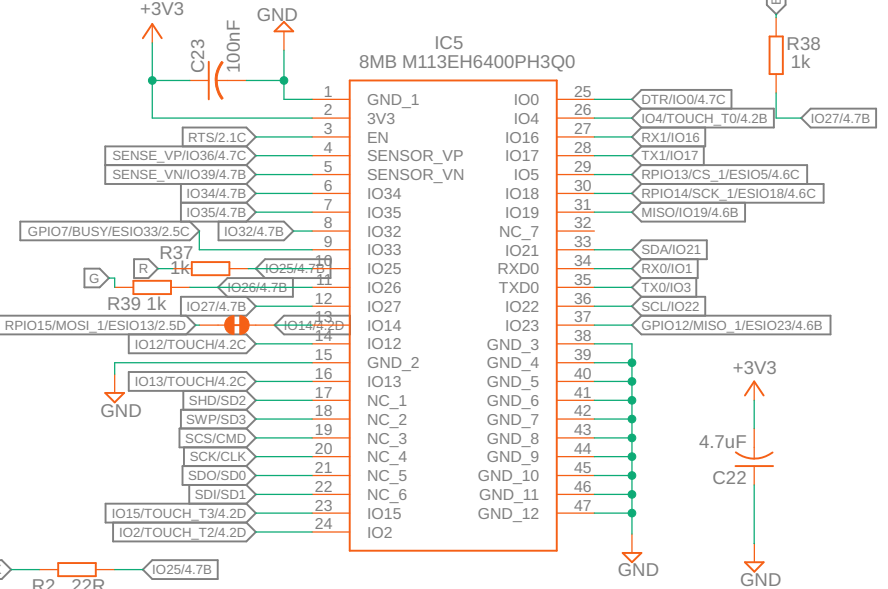 +3V3
GND
C23
100nF
IC5
8MB M113EH6400PH3Q0
R38
1k
IO27/4.7B
1 GND_1
2 3V3
RTS/2.1C 3 EN
SENSE_VP/IO36/4.7C 4 SENSOR_VP
SENSE_VN/IO39/4.7B 5 SENSOR_VN
IO34/4.7B 6 IO34
IO35/4.7B 7 IO35
GPIO7/BUSY/ESIO33/2.5C IO32/4.7B 8 IO32
9 IO33
R37
1k
R IO25/4.7B 10 IO25
G IO26/4.7B 11 IO26
R39 1k
IO27/4.7B 12 IO27
RPIO15/MOSI_1/ESIO13/2.5D IO14/4.2D 13 IO14
IO12/TOUCH/4.2C 14 IO12
15 GND_2
IO13/TOUCH/4.2C 16 IO13
GND
SHD/SD2 17 NC_1
SWP/SD3 18 NC_2
SCS/CMD 19 NC_3
SCK/CLK 20 NC_4
SDO/SD0 21 NC_5
SDI/SD1 22 NC_6
IO15/TOUCH_T3/4.2D 23 IO15
IO2/TOUCH_T2/4.2D 24 IO2
IO0 25 DTR/IO0/4.7C
IO4 26 IO4/TOUCH_T0/4.2B
IO16 27 RX1/IO16
IO17 28 TX1/IO17
IO5 29 RPIO13/CS_1/ESIO5/4.6C
IO18 30 RPIO14/SCK_1/ESIO18/4.6C
IO19 31 MISO/IO19/4.6B
NC_7 32
IO21 33 SDA/IO21
RXD0 34 RX0/IO1
TXD0 35 TX0/IO3
IO22 36 SCL/IO22
IO23 37 GPIO12/MISO_1/ESIO23/4.6B
GND_3 38
GND_4 39
GND_5 40
GND_6 41
GND_7 42
GND_8 43
GND_9 44
GND_10 45
GND_11 46
GND_12 47
GND
+3V3
4.7uF
C22
GND
IO25/4.7B
R2 22R